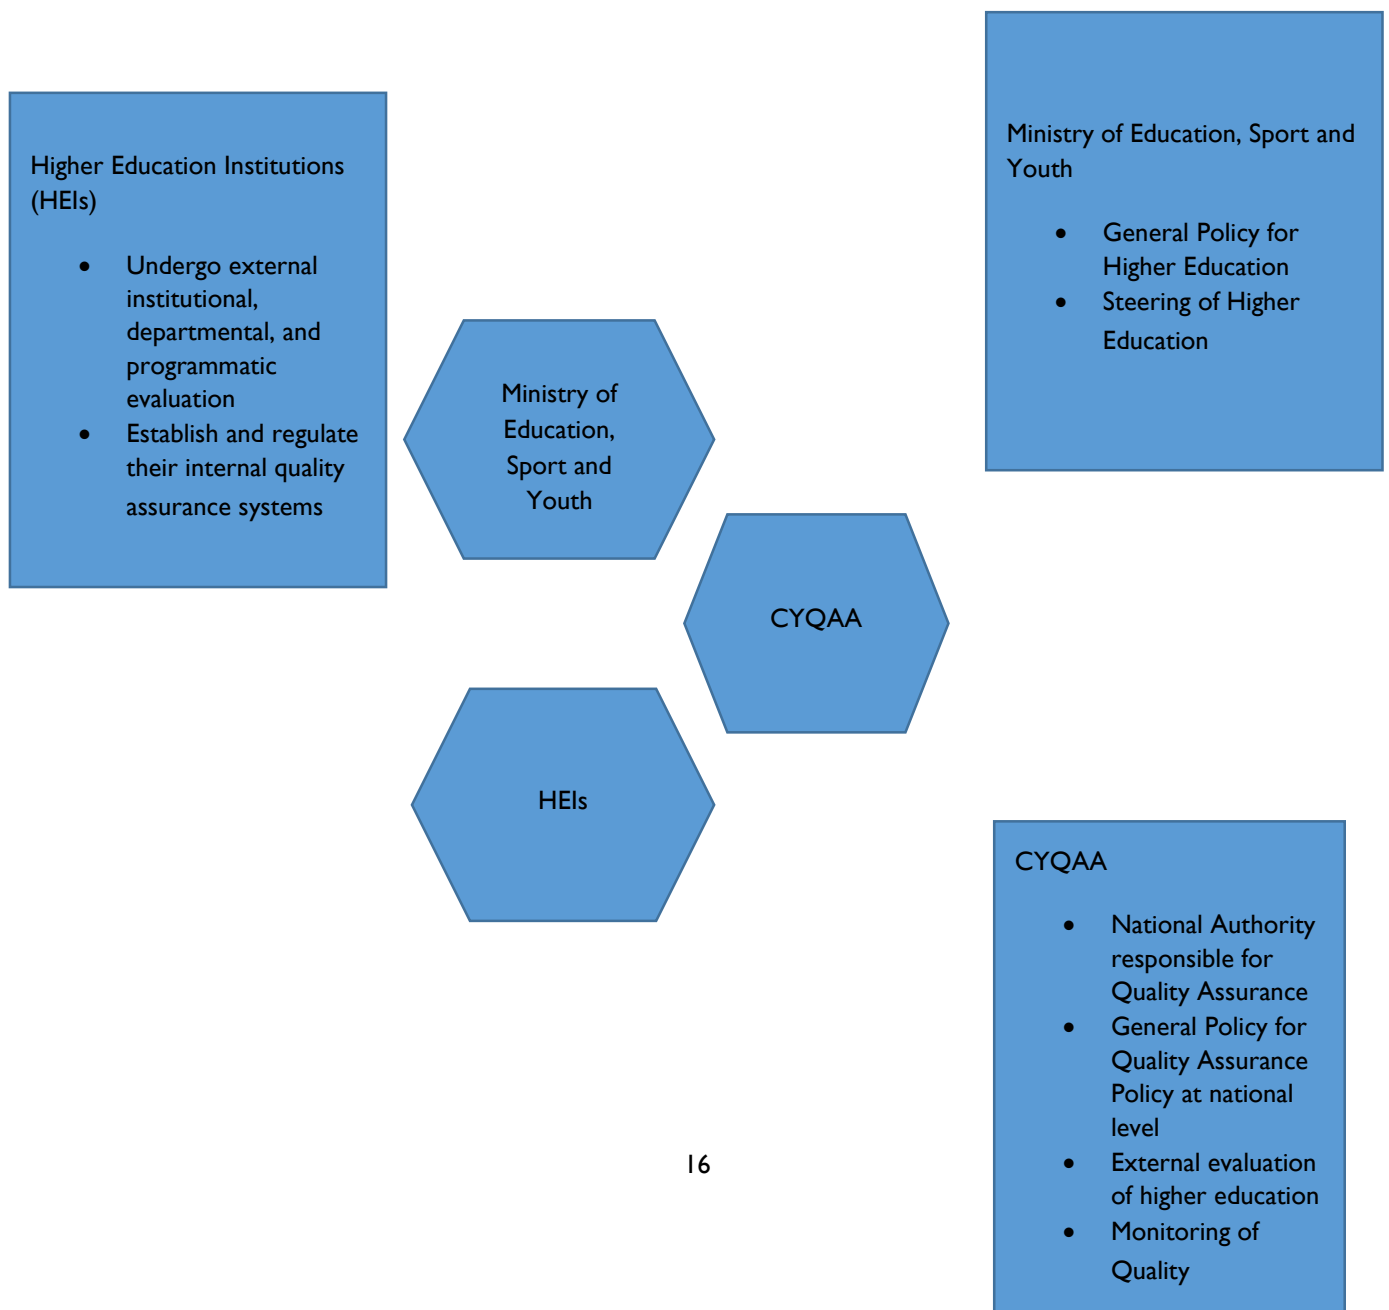 Higher Education Institutions
(HEIs)
• Undergo external
institutional,
departmental, and
programmatic
evaluation
• Establish and regulate
their internal quality
assurance systems
Ministry of Education, Sport and
Youth
• General Policy for
Higher Education
• Steering of Higher
Education
Ministry of
Education,
Sport and
Youth
CYQAA
HEIs
CYQAA
• National Authority
responsible for
Quality Assurance
• General Policy for
Quality Assurance
Policy at national
level
• External evaluation
of higher education
• Monitoring of
Quality
16